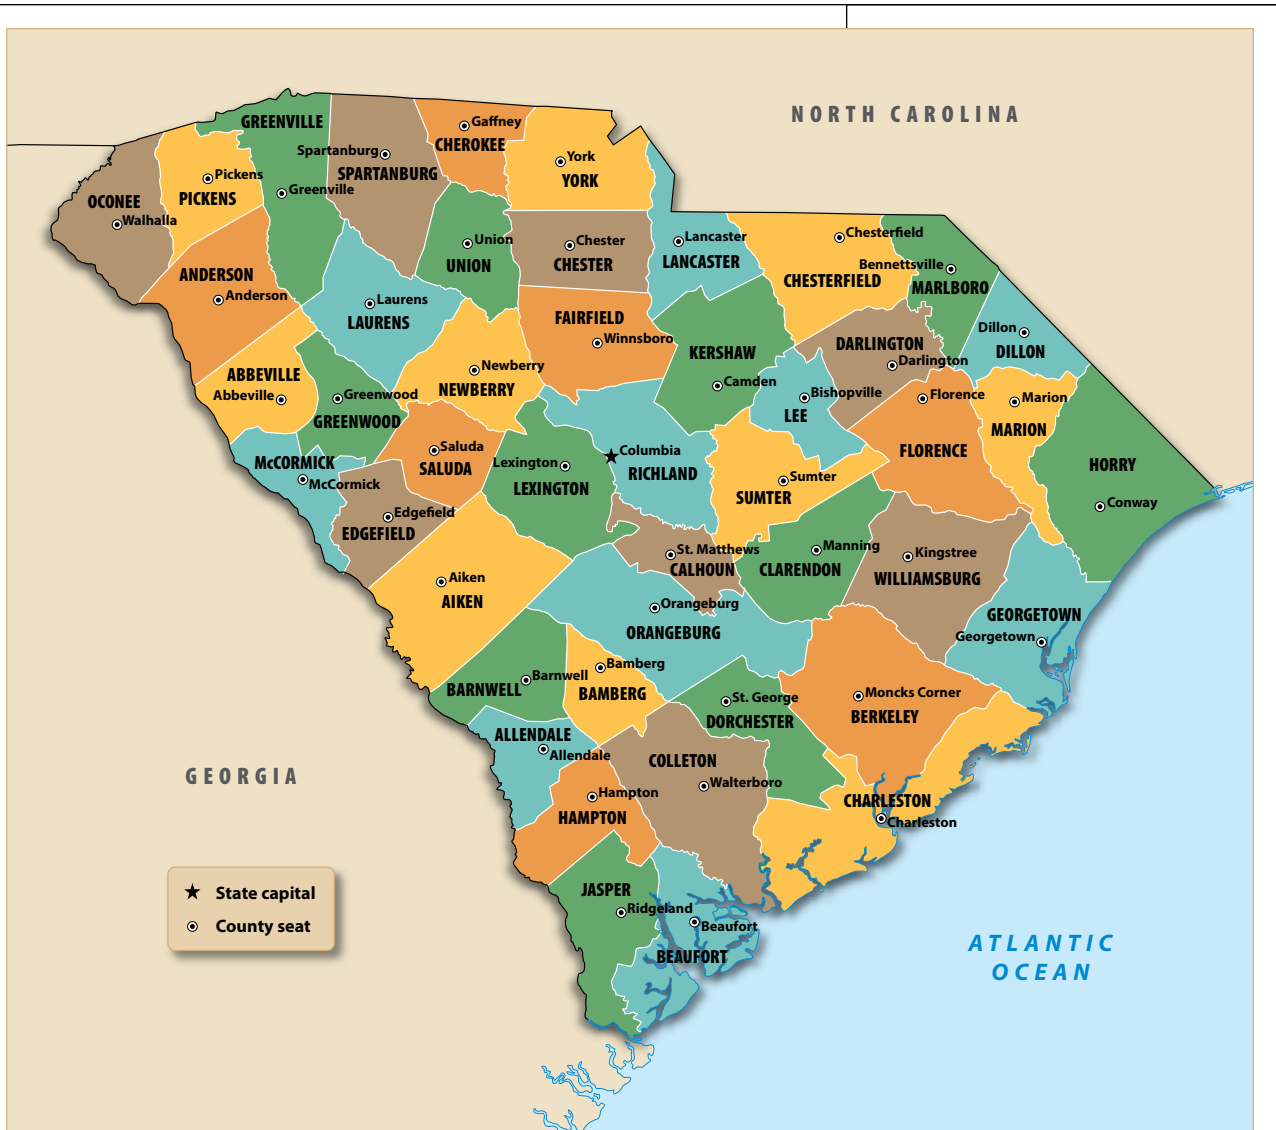 NORTH CAROLINA
GREENVILLE
Gaffney
CHEROKEE
Spartanburg
SPARTANBURG
York
YORK
Pickens
PICKENS
Greenville
OCONEE
Walhalla
Union
UNION
Chester
CHESTER
Lancaster
LANCASTER
Chesterfield
CHESTERFIELD
Bennettsville
MARLBORO
ANDERSON
Anderson
Laurens
LAURENS
FAIRFIELD
Winnsboro
KERSHAW
Camden
DARLINGTON
Darlington
Dillon
DILLON
ABBEVILLE
Abbeville
Greenwood
GREENWOOD
Newberry
NEWBERRY
Bishopville
LEE
Florence
FLORENCE
Marion
MARION
McCORMICK
McCormick
Saluda
SALUDA
Lexington
LEXINGTON
Columbia
RICHLAND
Sumter
SUMTER
HORRY
Conway
Edgefield
EDGEFIELD
St. Matthews
CALHOUN
Manning
CLARENDON
Kingstree
WILLIAMSBURG
Aiken
AIKEN
Orangeburg
ORANGEBURG
GEORGETOWN
Georgetown
Barnwell
BARNWELL
Bamberg
BAMBERG
St. George
DORCHESTER
Moncks Corner
BERKELEY
ALLENDALE
Allendale
COLLETON
Walterboro
GEORGIA
Hampton
HAMPTON
CHARLESTON
Charleston
JASPER
Ridgeland
Beaufort
BEAUFORT
State capital
County seat
ATLANTIC
OCEAN